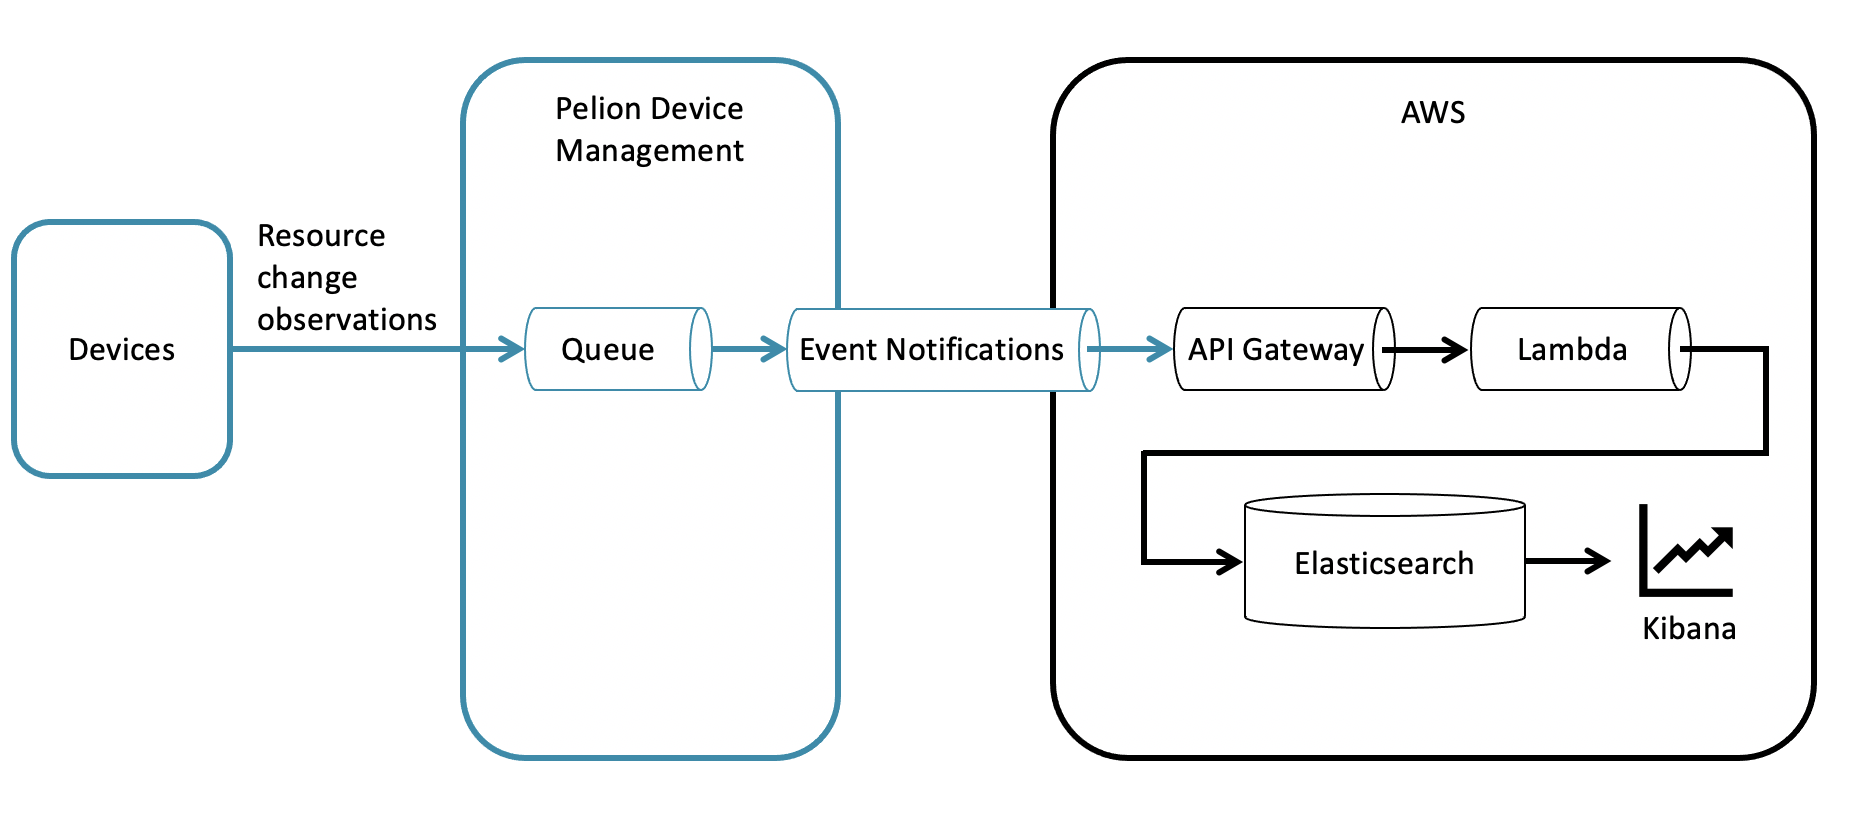 Pelion Device
Management
AWS
Resource
change
observations
Devices
Queue
Event Notifications
API Gateway
Lambda
Elasticsearch
Kibana